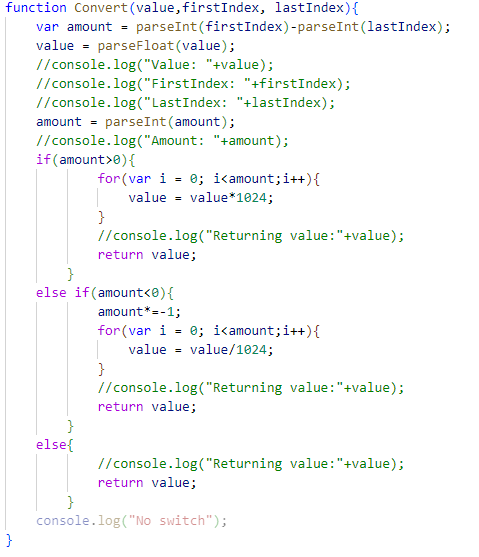 function Convert(value,firstIndex, lastIndex){
    var amount = parseInt(firstIndex)-parseInt(lastIndex);
    value = parseFloat(value);
    //console.log("Value: "+value);
    //console.log("FirstIndex: "+firstIndex);
    //console.log("LastIndex: "+lastIndex);
    amount = parseInt(amount);
    //console.log("Amount: "+amount);
    if(amount>0){
            for(var i = 0; i<amount;i++){
                value = value*1024;
            }
            //console.log("Returning value:"+value);
            return value;
        }
    else if(amount<0){
            amount*=-1;
            for(var i = 0; i<amount;i++){
                value = value/1024;
            }
            //console.log("Returning value:"+value);
            return value;
        }
    else{
            //console.log("Returning value:"+value);
            return value;
        }
    console.log("No switch");
}